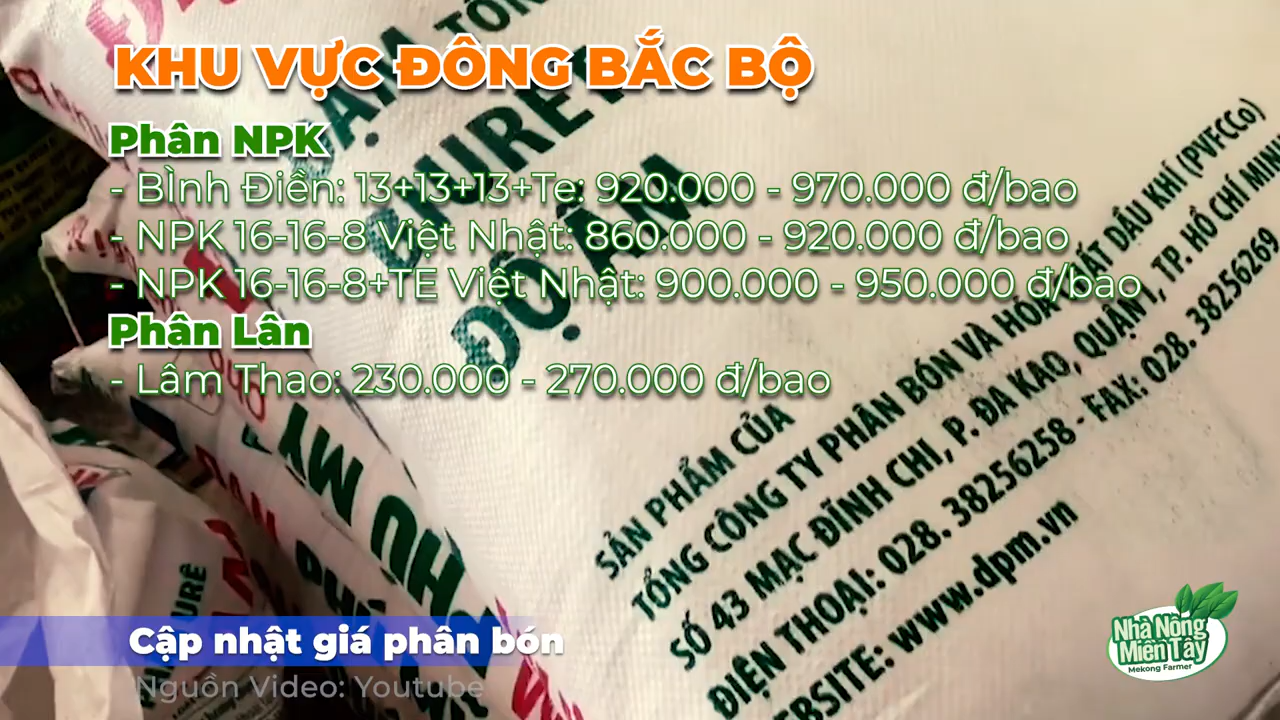 KHU VỰC ĐÔNG BẮC BỘ
Phân NPK
- BÌnh Điền: 13+13+13+Te: 920.000 - 970.000 đ/bao
- NPK 16-16-8 Việt Nhật: 860.000 - 920.000 đ/bao
- NPK 16-16-8+TE Việt Nhật: 900.000 - 950.000 đ/bao
Phân Lân
- Lâm Thao: 230.000 - 270.000 đ/bao
ĐỘ ẨM
SẢN PHẨM CỦA
TỔNG CÔNG TY PHÂN BÓN VÀ HÓA CHẤT DẦU KHÍ (PVFCCo)
SỐ 43 MẠC ĐĨNH CHI, P. ĐA KAO, QUẬN 1, TP. HỒ CHÍ MINH
ĐIỆN THOẠI: 028. 38256258 - FAX: 028. 38256269
WEBSITE: www.dpm.vn
PHÚ MỸ
Cập nhật giá phân bón
Nguồn Video: Youtube
Nhà Nông
Miền Tây
Mekong Farmer